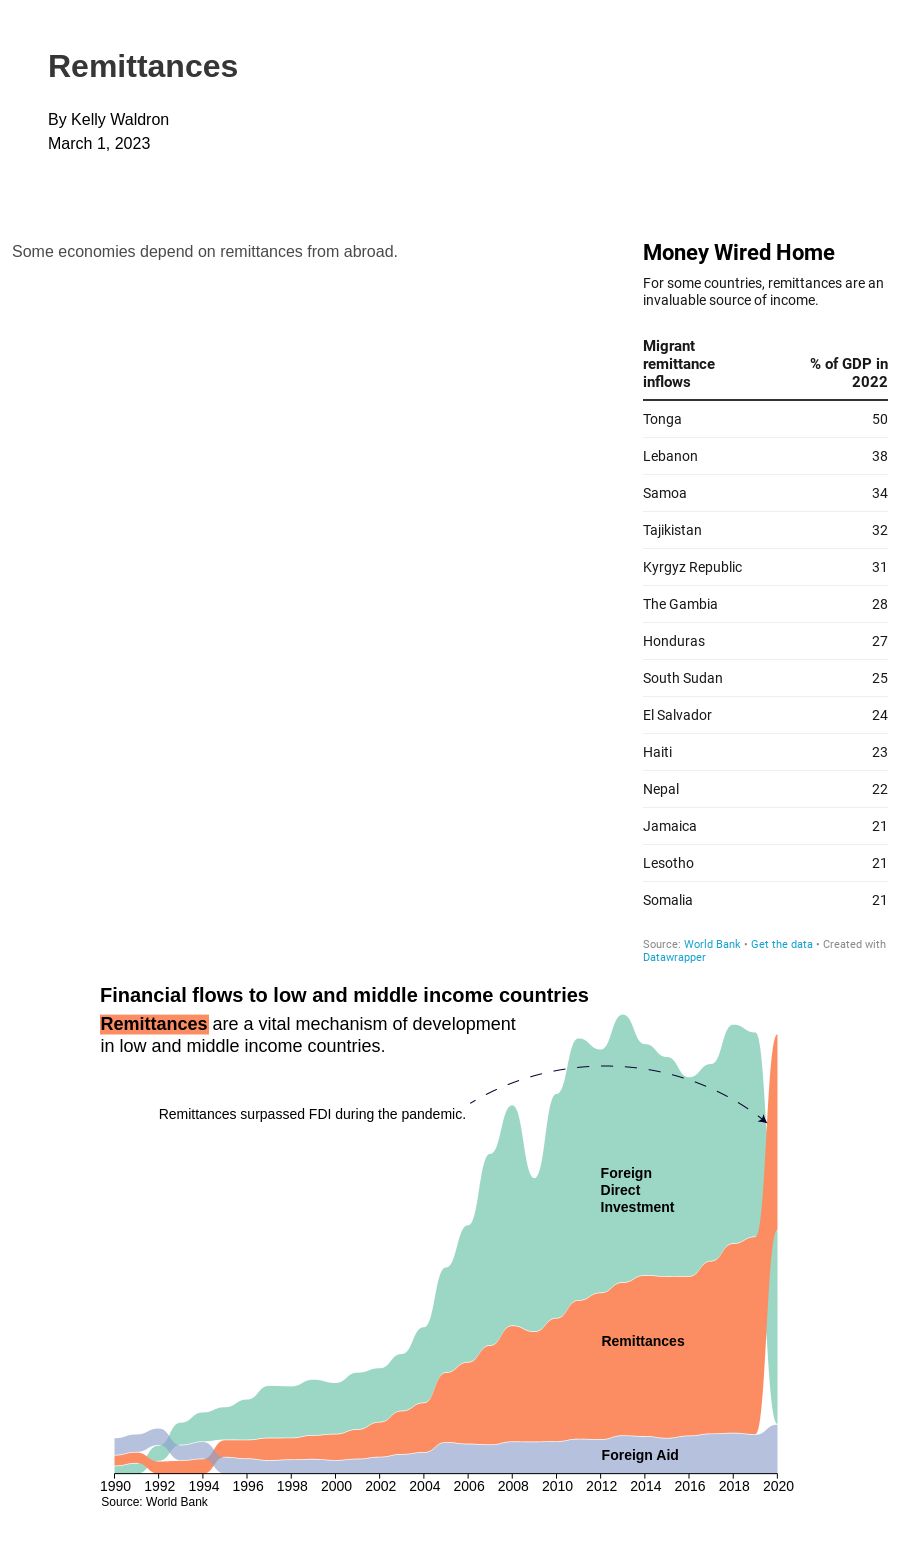 Remittances
By Kelly Waldron
March 1, 2023
Some economies depend on remittances from abroad.
Money Wired Home
For some countries, remittances are an
invaluable source of income.
Migrant
remittance
inflows
% of GDP in
2022
Tonga 50
Lebanon 38
Samoa 34
Tajikistan 32
Kyrgyz Republic 31
The Gambia 28
Honduras 27
South Sudan 25
El Salvador 24
Haiti 23
Nepal 22
Jamaica 21
Lesotho 21
Somalia 21
Source: World Bank • Get the data • Created with
Datawrapper
Financial flows to low and middle income countries
Remittances are a vital mechanism of development
in low and middle income countries.
Remittances surpassed FDI during the pandemic.
Foreign
Direct
Investment
Remittances
Foreign Aid
1990 1992 1994 1996 1998 2000 2002 2004 2006 2008 2010 2012 2014 2016 2018 2020
Source: World Bank